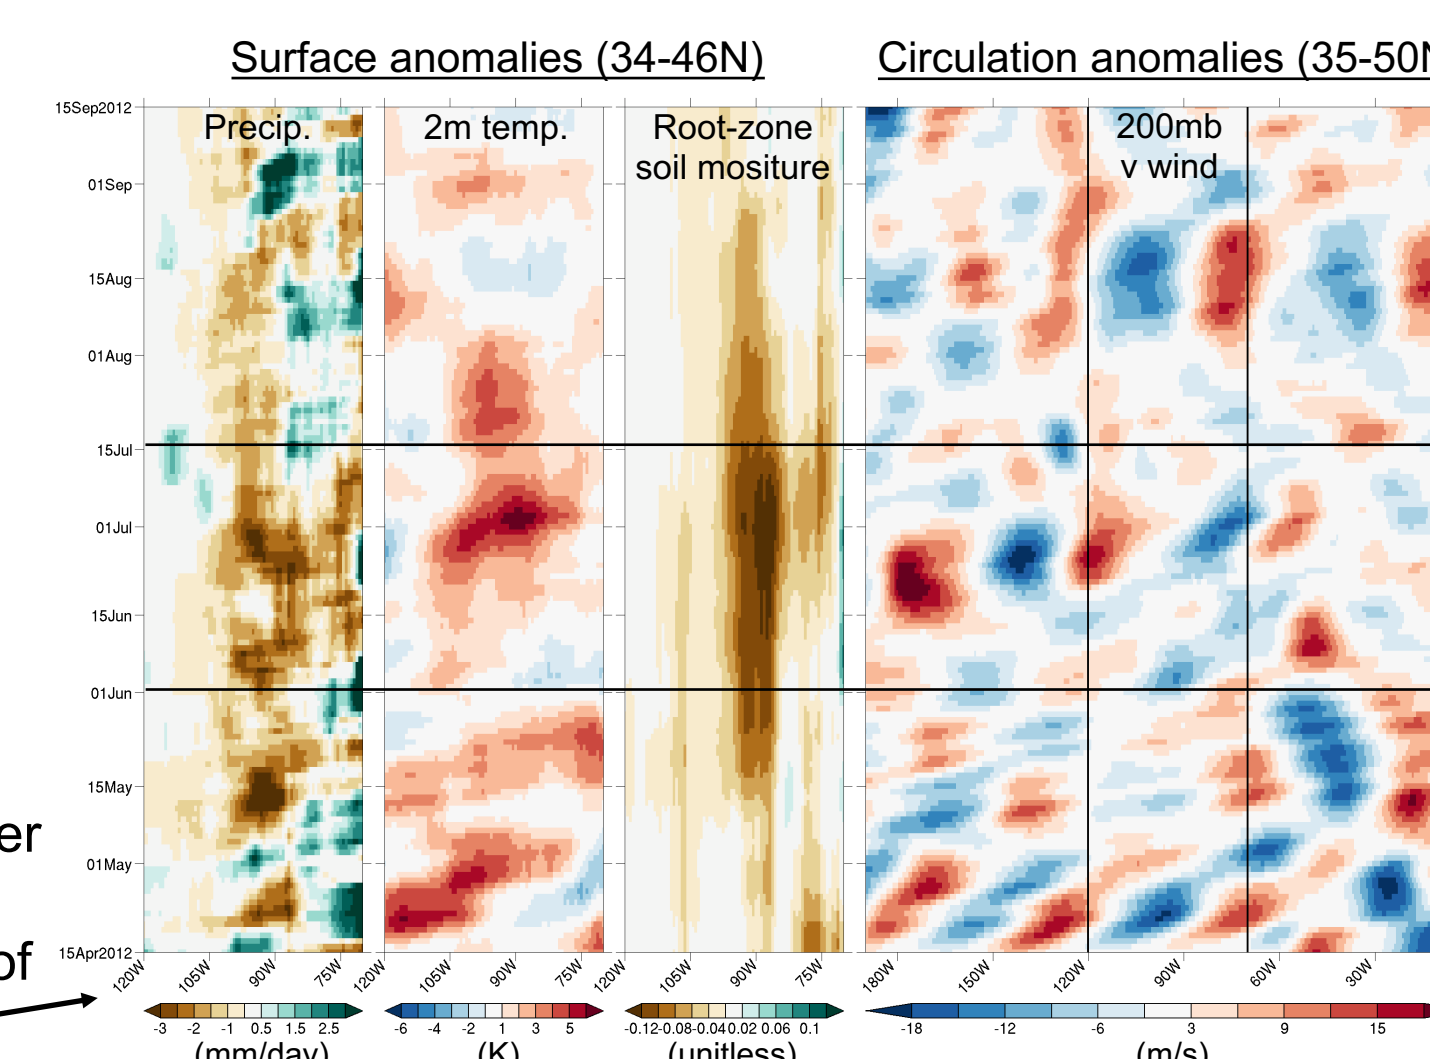 Surface anomalies (34-46N)
Circulation anomalies (35-50N
Precip.
2m temp.
Root-zone
soil mositure
200mb
v wind
15Sep2012
01Sep
15Aug
01Aug
15Jul
01Jul
15Jun
01Jun
15May
01May
15Apr2012
120W 105W 90W 75W
120W 105W 90W 75W
120W 105W 90W 75W
180W 150W 120W 90W 60W 30W
-3 -2 -1 0.5 1.5 2.5
(mm/day)
-6 -4 -2 1 3 5
(K)
-0.12-0.08-0.04 0.02 0.06 0.1
(unitless)
-18 -12 -6 3 9 15
(m/s)
er
of